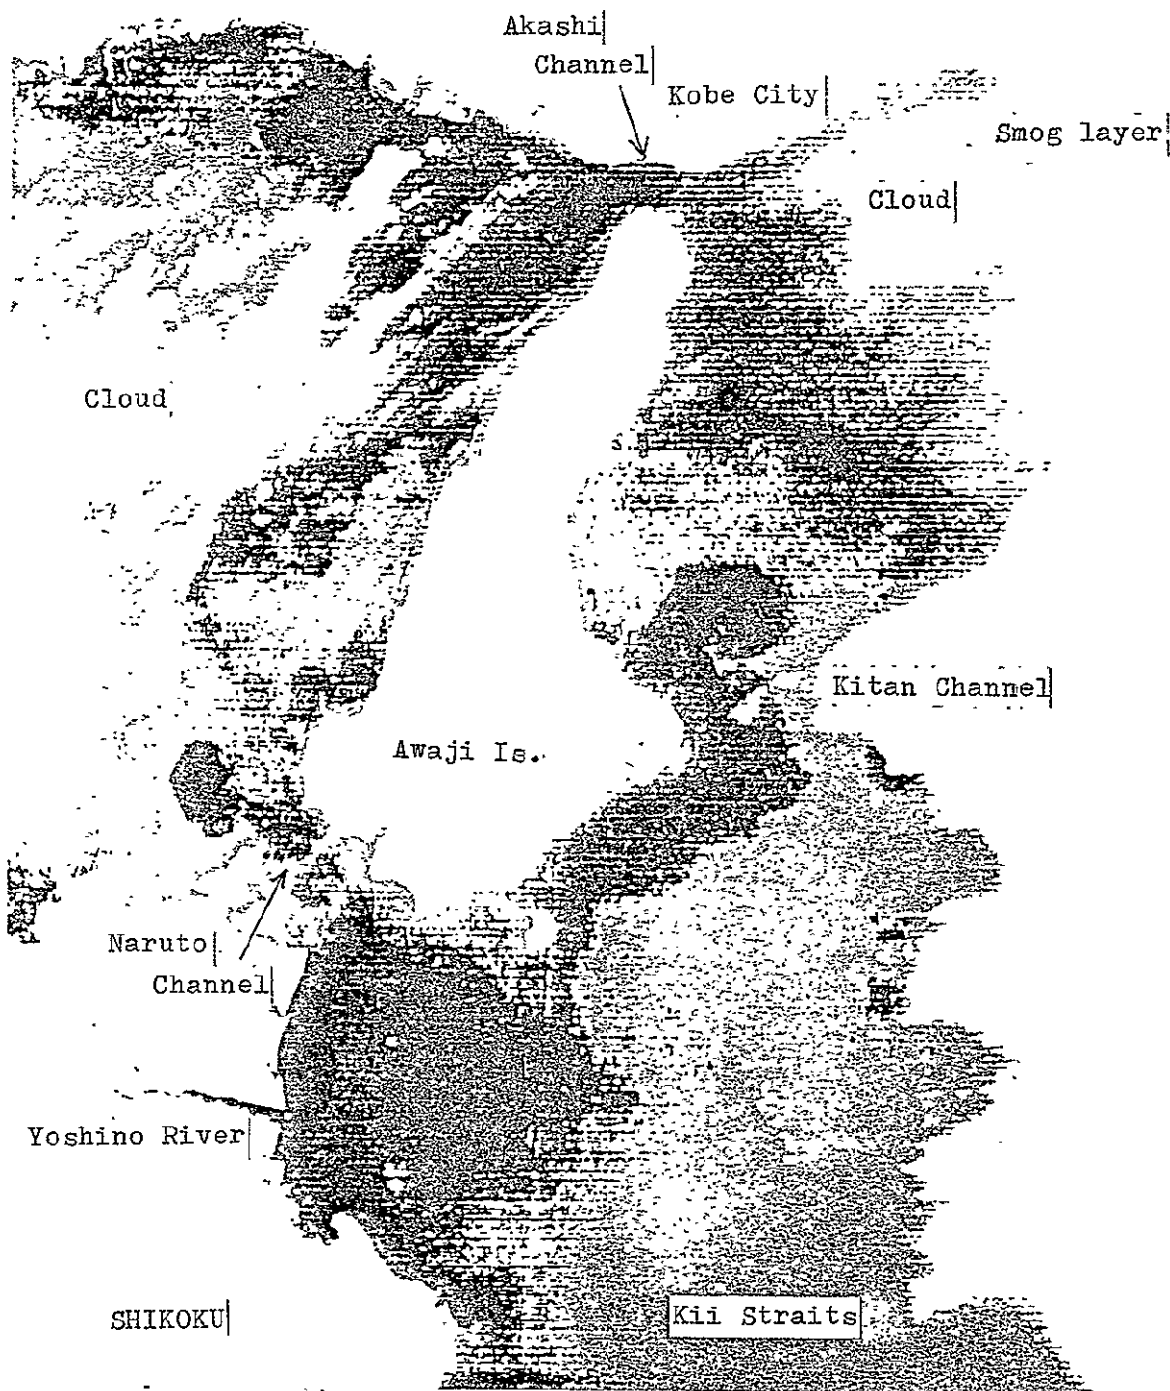 Akashi
Channel
Kobe City
Smog layer
Cloud
Cloud
Kitan Channel
Awaji Is.
Naruto
Channel
Yoshino River
SHIKOKU
Kii Straits